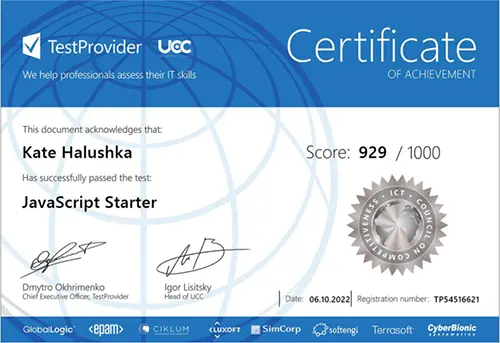 TestProvider UCC
We help professionals assess their IT skills
Certificate
OF ACHIEVEMENT
This document acknowledges that:
Kate Halushka
Score: 929 / 1000
Has successfully passed the test:
JavaScript Starter
ICT - COUNCIL ON COMPETITIVENESS -
Dmytro Okhrimenko
Chief Executive Officer, TestProvider
Igor Lisitsky
Head of UCC
Date: 06.10.2022 Registration number: TP54516621
GlobalLogic <epam> CIKLUM LUXOFT SimCorp softengi Terrasoft CyberBionic
systematics